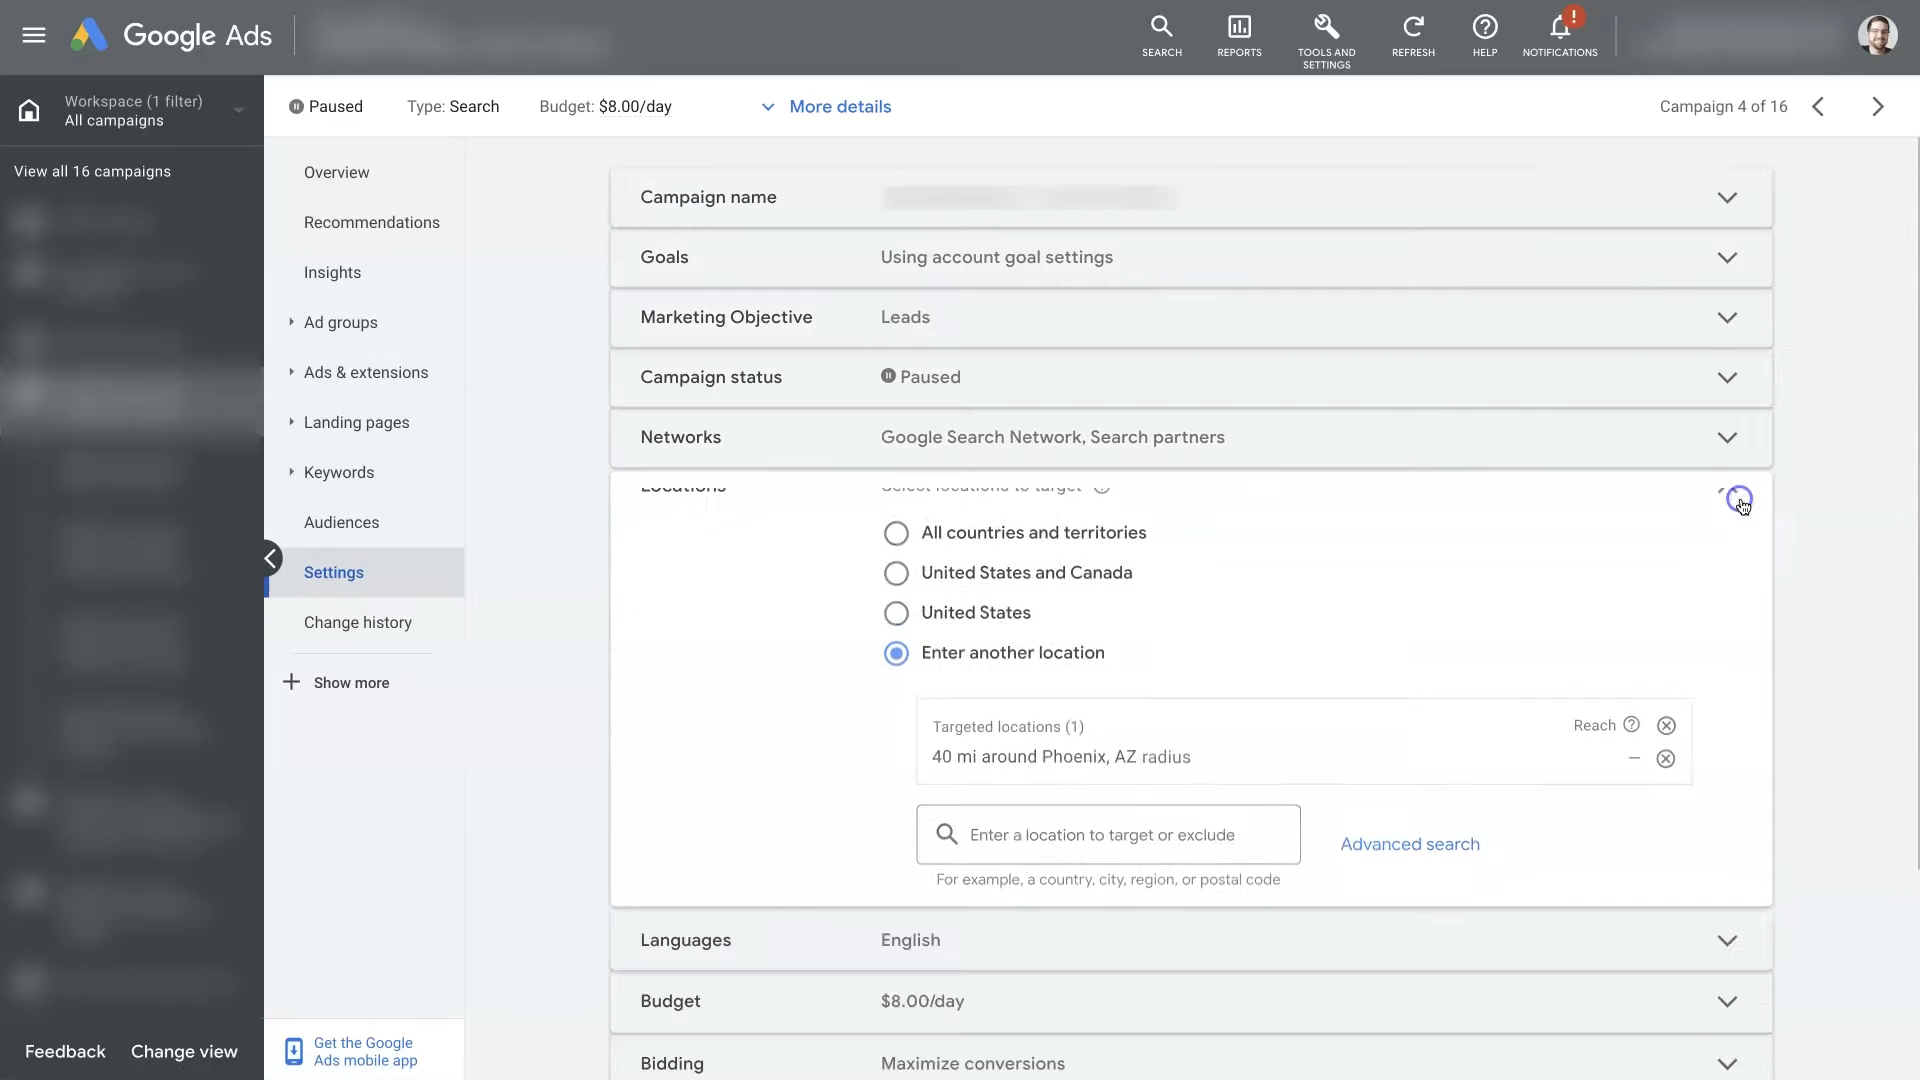 Google Ads
SEARCH
REPORTS
TOOLS AND
SETTINGS
REFRESH
HELP
!
NOTIFICATIONS
Workspace (1 filter)
All campaigns
Paused
Type: Search
Budget: $8.00/day
More details
Campaign 4 of 16
View all 16 campaigns
Overview
Recommendations
Insights
Ad groups
Ads & extensions
Landing pages
Keywords
Audiences
Settings
Change history
Show more
Get the Google
Ads mobile app
Feedback
Change view
Campaign name
Goals
Using account goal settings
Marketing Objective
Leads
Campaign status
Paused
Networks
Google Search Network, Search partners
Locations
Select locations to target
All countries and territories
United States and Canada
United States
Enter another location
Targeted locations (1)
Reach
40 mi around Phoenix, AZ radius
–
Enter a location to target or exclude
Advanced search
For example, a country, city, region, or postal code
Languages
English
Budget
$8.00/day
Bidding
Maximize conversions